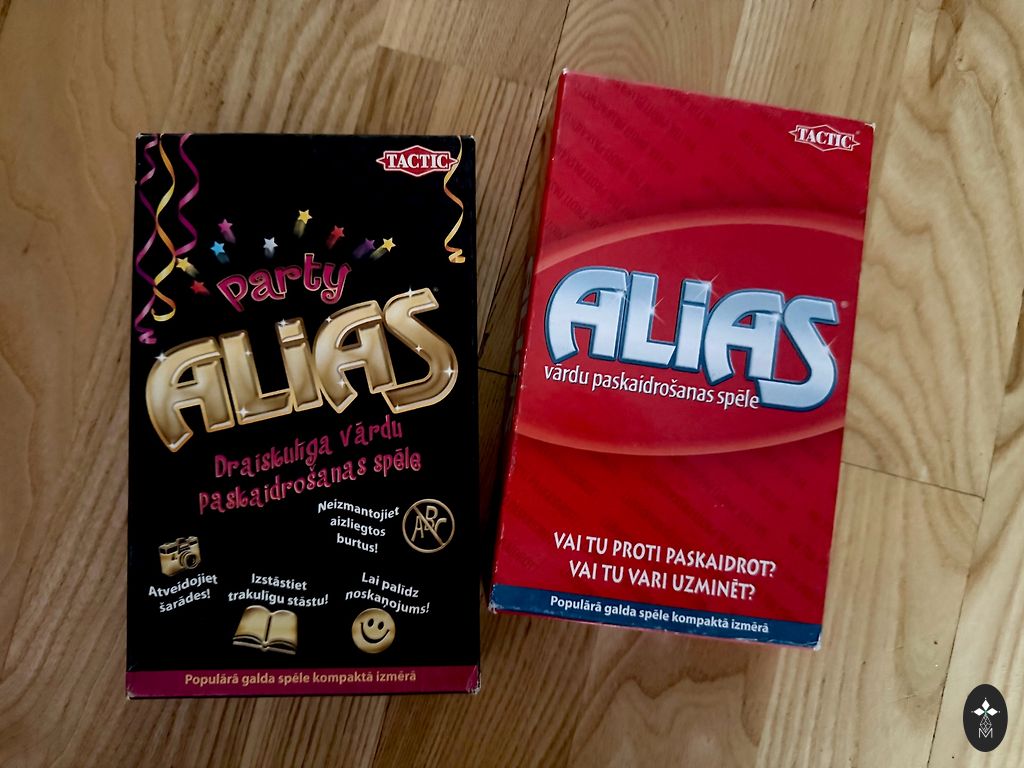 TACTIC
Party
ALiAS
Draiskulīga vārdu
paskaidrošanas spēle
Neizmantojiet
aizliegtos
burtus!
ABC
Atveidojiet
šarādes!
Izstāstiet
trakulīgu stāstu!
Lai palīdz
noskaņojums!
Populārā galda spēle kompaktā izmērā
TACTIC
ALiAS
vārdu paskaidrošanas spēle
VAI TU PROTI PASKAIDROT?
VAI TU VARI UZMINĒT?
Populārā galda spēle kompaktā izmērā
M